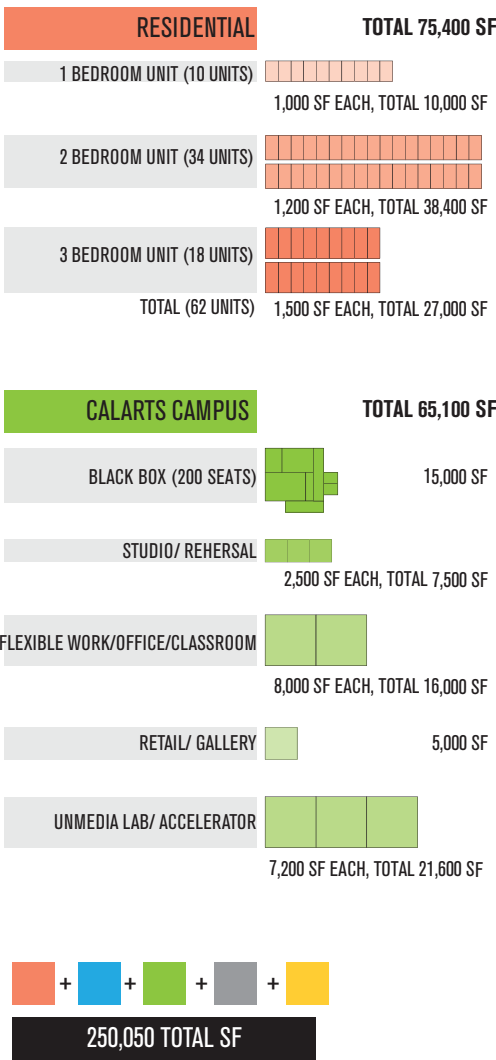 RESIDENTIAL TOTAL 75,400 SF
1 BEDROOM UNIT (10 UNITS)
1,000 SF EACH, TOTAL 10,000 SF
2 BEDROOM UNIT (34 UNITS)
1,200 SF EACH, TOTAL 38,400 SF
3 BEDROOM UNIT (18 UNITS)
TOTAL (62 UNITS) 1,500 SF EACH, TOTAL 27,000 SF
CALARTS CAMPUS TOTAL 65,100 SF
BLACK BOX (200 SEATS) 15,000 SF
STUDIO/ REHERSAL
2,500 SF EACH, TOTAL 7,500 SF
FLEXIBLE WORK/OFFICE/CLASSROOM
8,000 SF EACH, TOTAL 16,000 SF
RETAIL/ GALLERY 5,000 SF
UNMEDIA LAB/ ACCELERATOR
7,200 SF EACH, TOTAL 21,600 SF
+ + + +
250,050 TOTAL SF